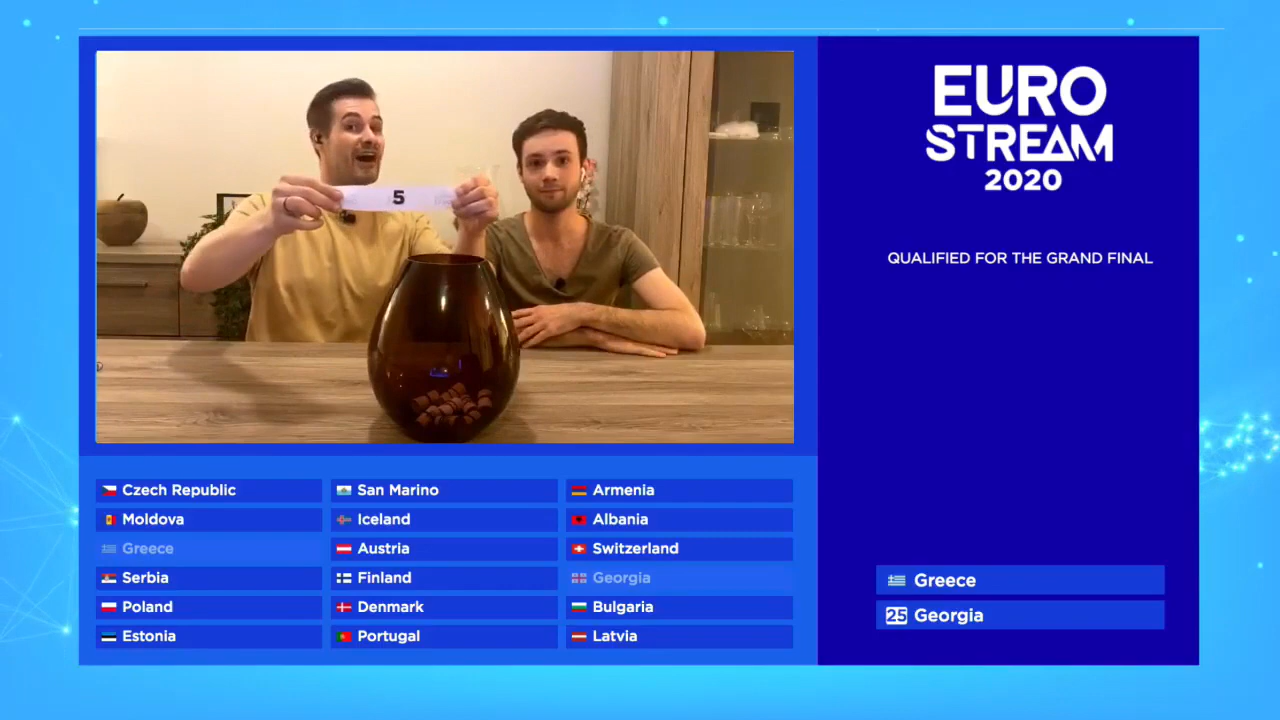 EURO
STREAM
2020
QUALIFIED FOR THE GRAND FINAL
5
Czech Republic
Moldova
Greece
Serbia
Poland
Estonia
San Marino
Iceland
Austria
Finland
Denmark
Portugal
Armenia
Albania
Switzerland
Georgia
Bulgaria
Latvia
Greece
25 Georgia